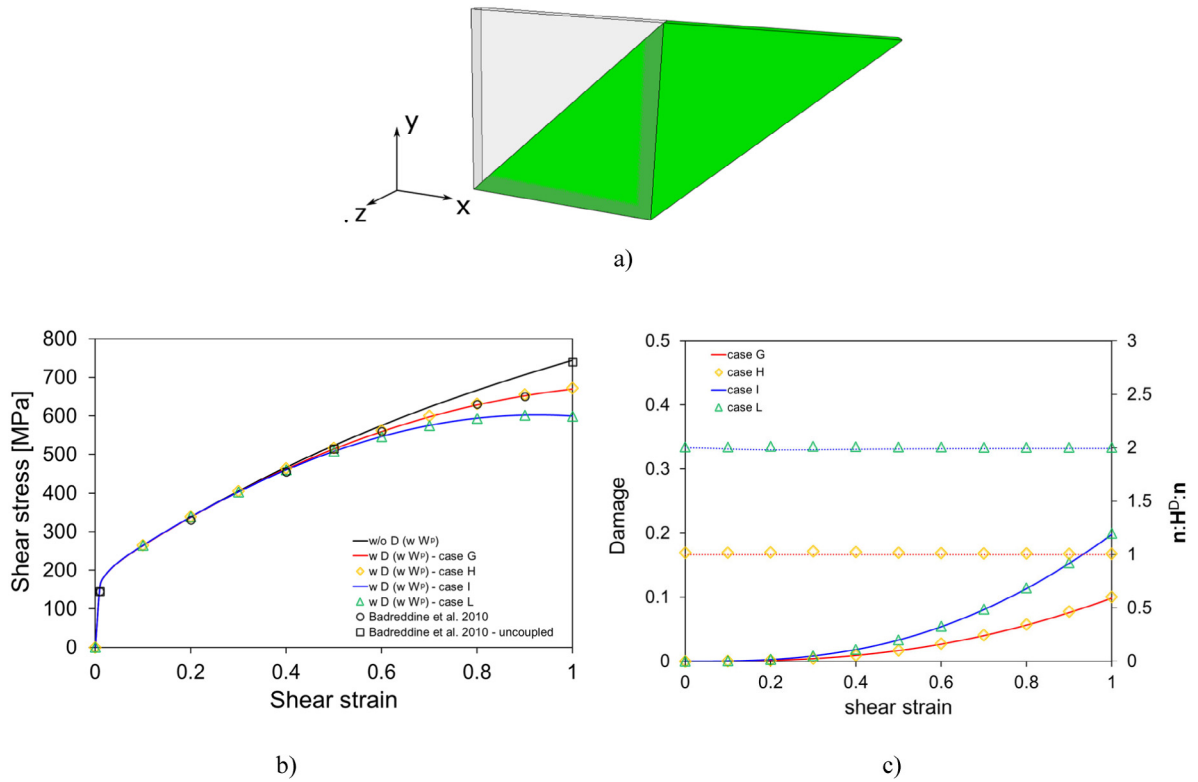 y
. z
x
a)
800
700
600
500
400
300
200
100
0
Shear stress [MPa]
w/o D (w Wᵖ)
w D (w Wᵖ) - case G
w D (w Wᵖ) - case H
w D (w Wᵖ) - case I
w D (w Wᵖ) - case L
Badreddine et al. 2010
Badreddine et al. 2010 - uncoupled
0 0.2 0.4 0.6 0.8 1
Shear strain
b)
0.5
0.4
0.3
0.2
0.1
0
Damage
case G
case H
case I
case L
3
2.5
2
1.5
1
0.5
0
n:Hᴰ:n
0 0.2 0.4 0.6 0.8 1
shear strain
c)